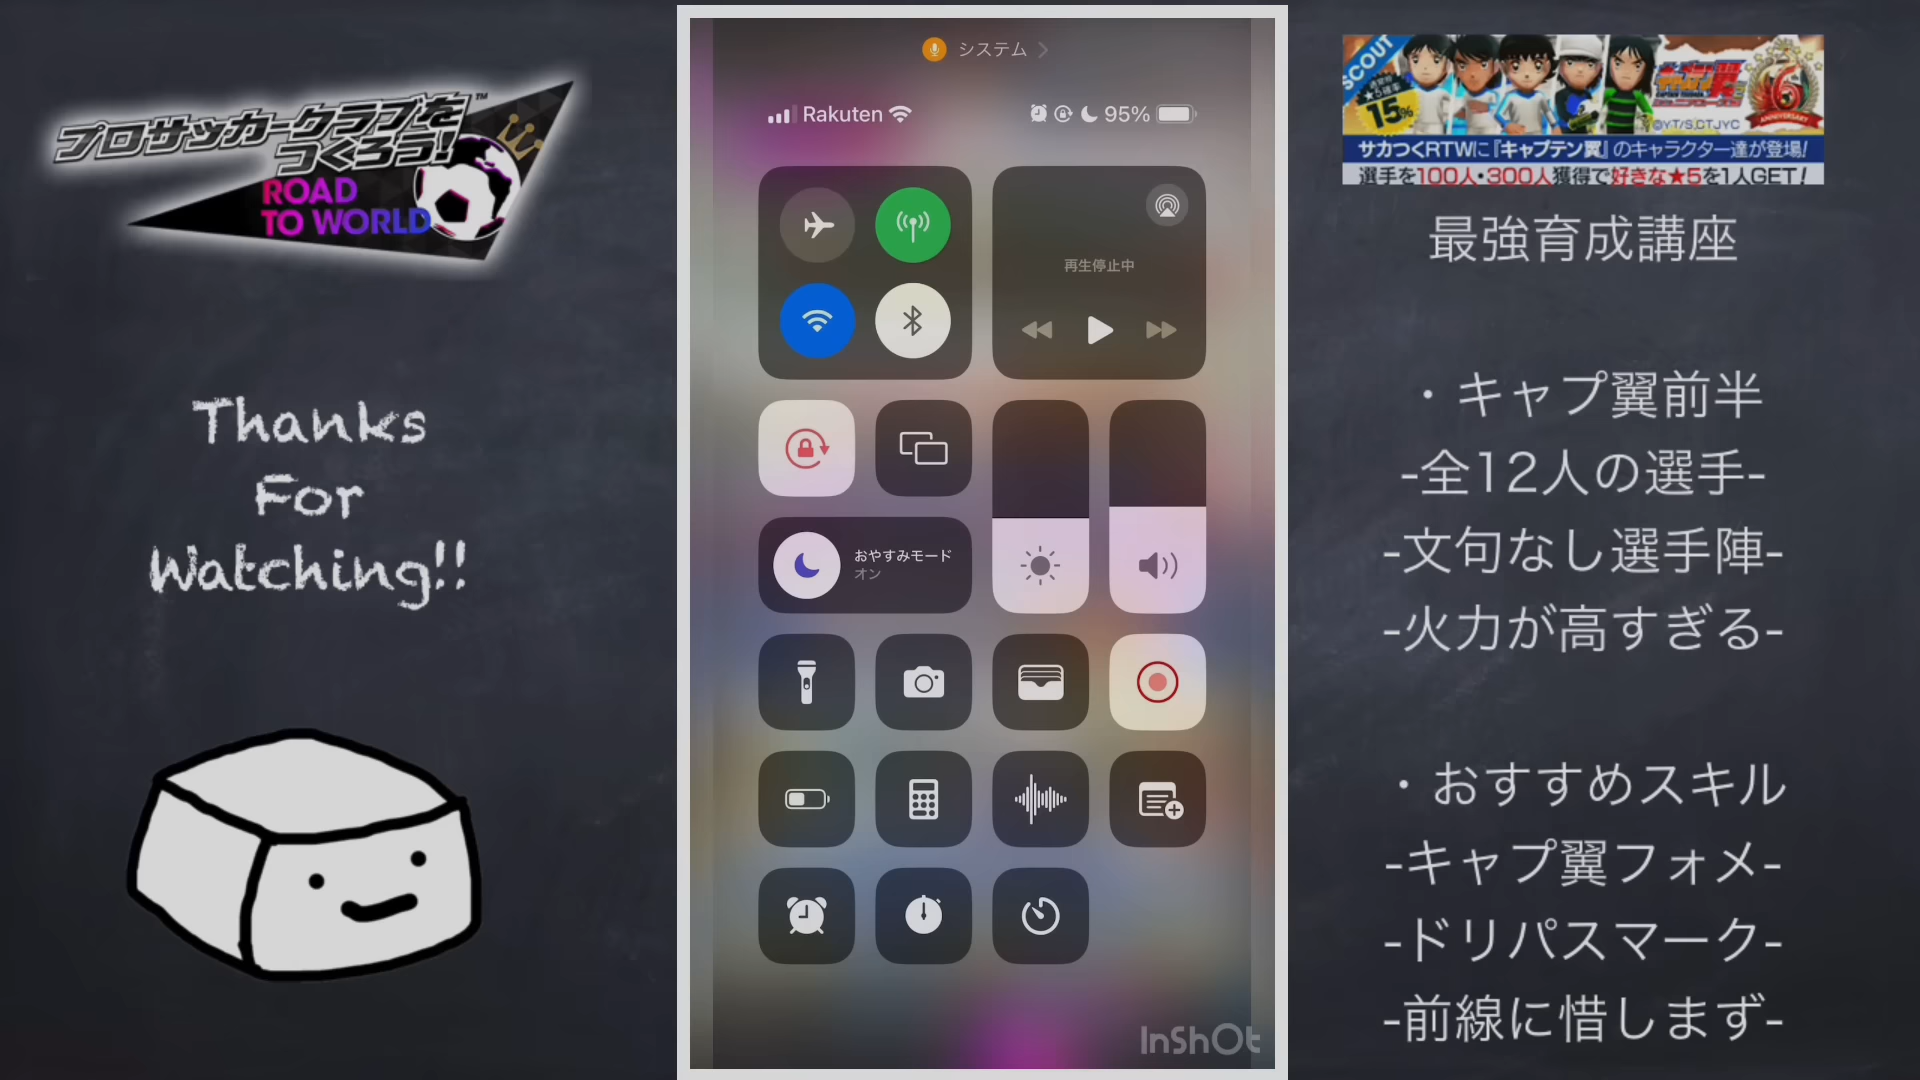 プロサッカークラブを
つくろう!
ROAD
TO WORLD
Thanks
For
Watching!!
システム
Rakuten
95%
再生停止中
おやすみモード
オン
InShOt
SCOUT
★5確率
15%
6
ANNIVERSARY
©Y-T/S,CTJYC
サカつくRTWに『キャプテン翼』のキャラクター達が登場!
選手を100人・300人獲得で好きな★5を1人GET!
最強育成講座
・キャプ翼前半
-全12人の選手-
-文句なし選手陣-
-火力が高すぎる-
・おすすめスキル
-キャプ翼フォメ-
-ドリパスマーク-
-前線に惜しまず-